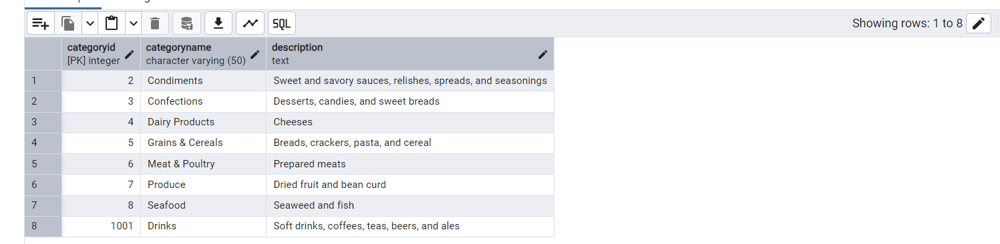 SQL
Showing rows: 1 to 8
categoryid categoryname description
[PK] integer character varying (50) text
1 2 Condiments Sweet and savory sauces, relishes, spreads, and seasonings
2 3 Confections Desserts, candies, and sweet breads
3 4 Dairy Products Cheeses
4 5 Grains & Cereals Breads, crackers, pasta, and cereal
5 6 Meat & Poultry Prepared meats
6 7 Produce Dried fruit and bean curd
7 8 Seafood Seaweed and fish
8 1001 Drinks Soft drinks, coffees, teas, beers, and ales